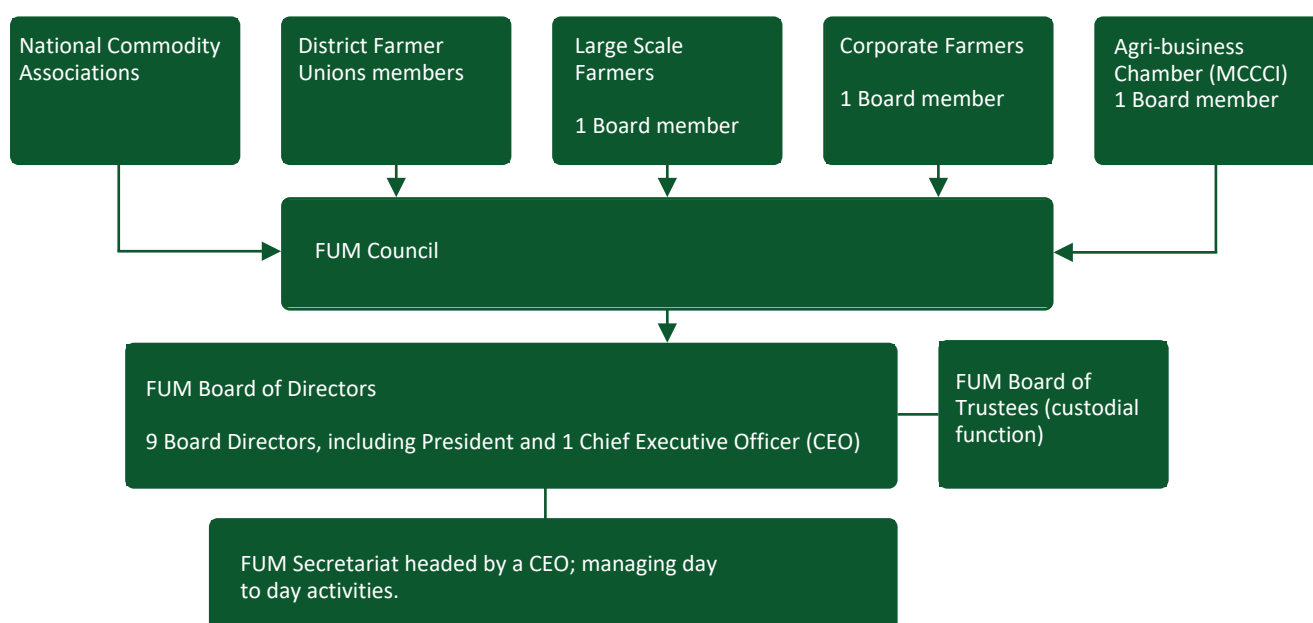 National Commodity
Associations
District Farmer
Unions members
Large Scale
Farmers
1 Board member
Corporate Farmers
1 Board member
Agri-business
Chamber (MCCCI)
1 Board member
FUM Council
FUM Board of Directors
9 Board Directors, including President and 1 Chief Executive Officer (CEO)
FUM Board of
Trustees (custodial
function)
FUM Secretariat headed by a CEO; managing day
to day activities.